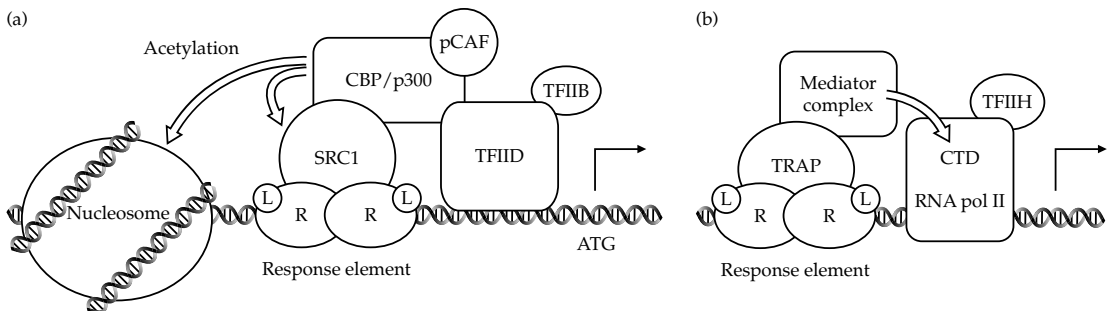 (a)
Acetylation
pCAF
CBP/p300
TFIIB
SRC1
TFIID
Nucleosome
L
R
R
L
ATG
Response element
(b)
Mediator
complex
TFIIH
TRAP
CTD
L
R
R
L
RNA pol II
Response element